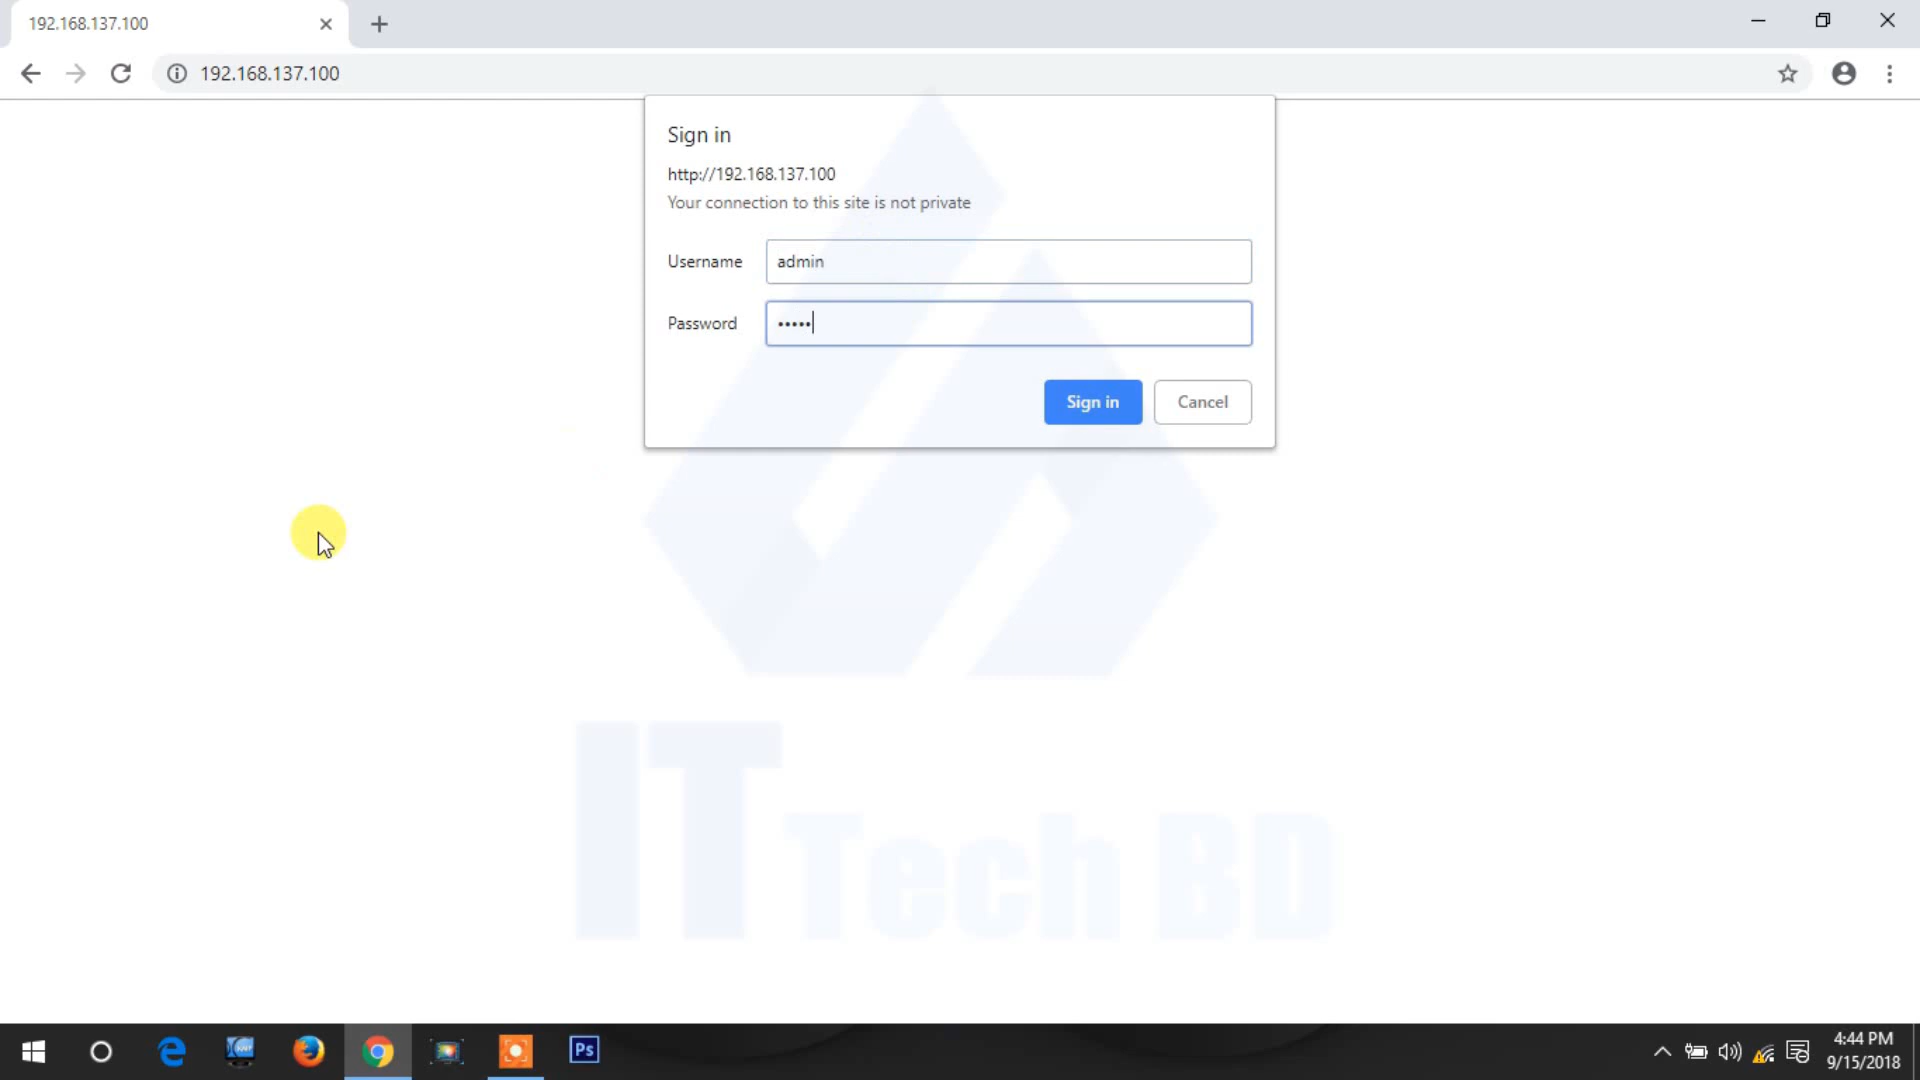 192.168.137.100
192.168.137.100
Sign in
http://192.168.137.100
Your connection to this site is not private
Username
admin
Password
•••••
Sign in
Cancel
IT Tech BD
Ps
4:44 PM
9/15/2018